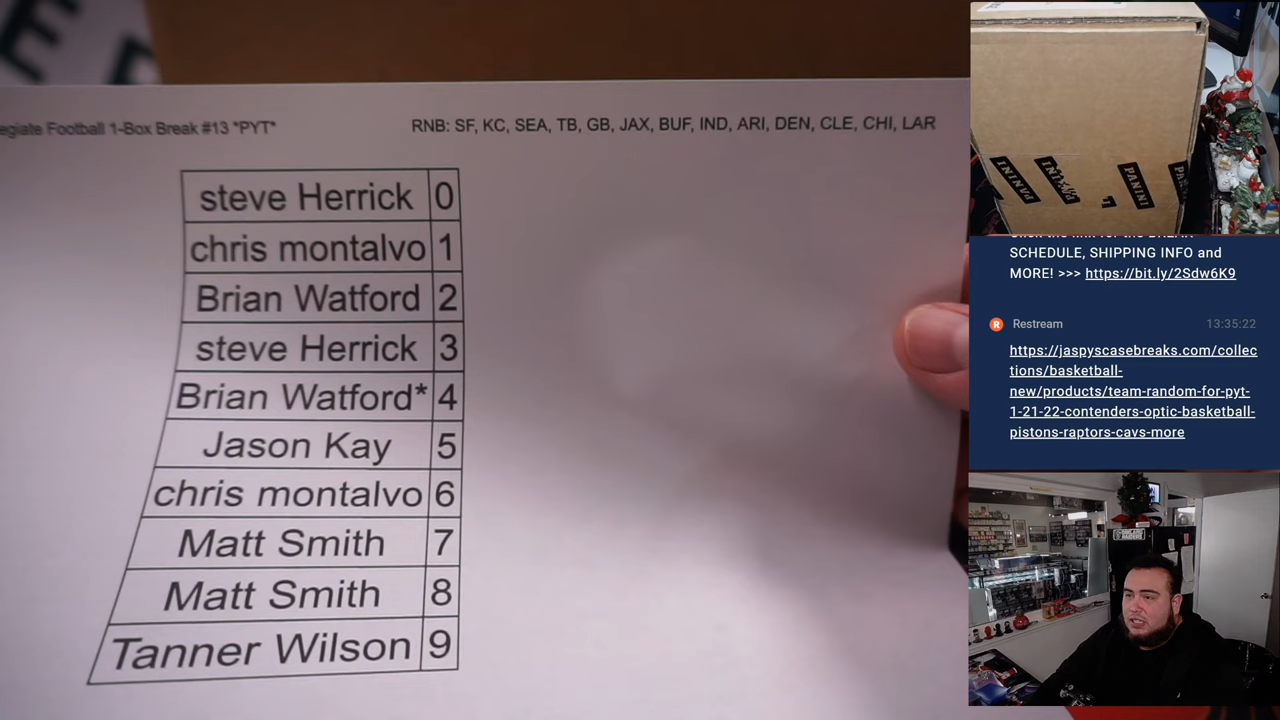 egiate Football 1-Box Break #13 *PYT*
RNB: SF, KC, SEA, TB, GB, JAX, BUF, IND, ARI, DEN, CLE, CHI, LAR
steve Herrick 0
chris montalvo 1
Brian Watford 2
steve Herrick 3
Brian Watford* 4
Jason Kay 5
chris montalvo 6
Matt Smith 7
Matt Smith 8
Tanner Wilson 9
PANINI
PANINI
PANINI
SCHEDULE, SHIPPING INFO and
MORE! >>> https://bit.ly/2Sdw6K9
Restream 13:35:22
https://jaspyscasebreaks.com/collec
tions/basketball-
new/products/team-random-for-pyt-
1-21-22-contenders-optic-basketball-
pistons-raptors-cavs-more